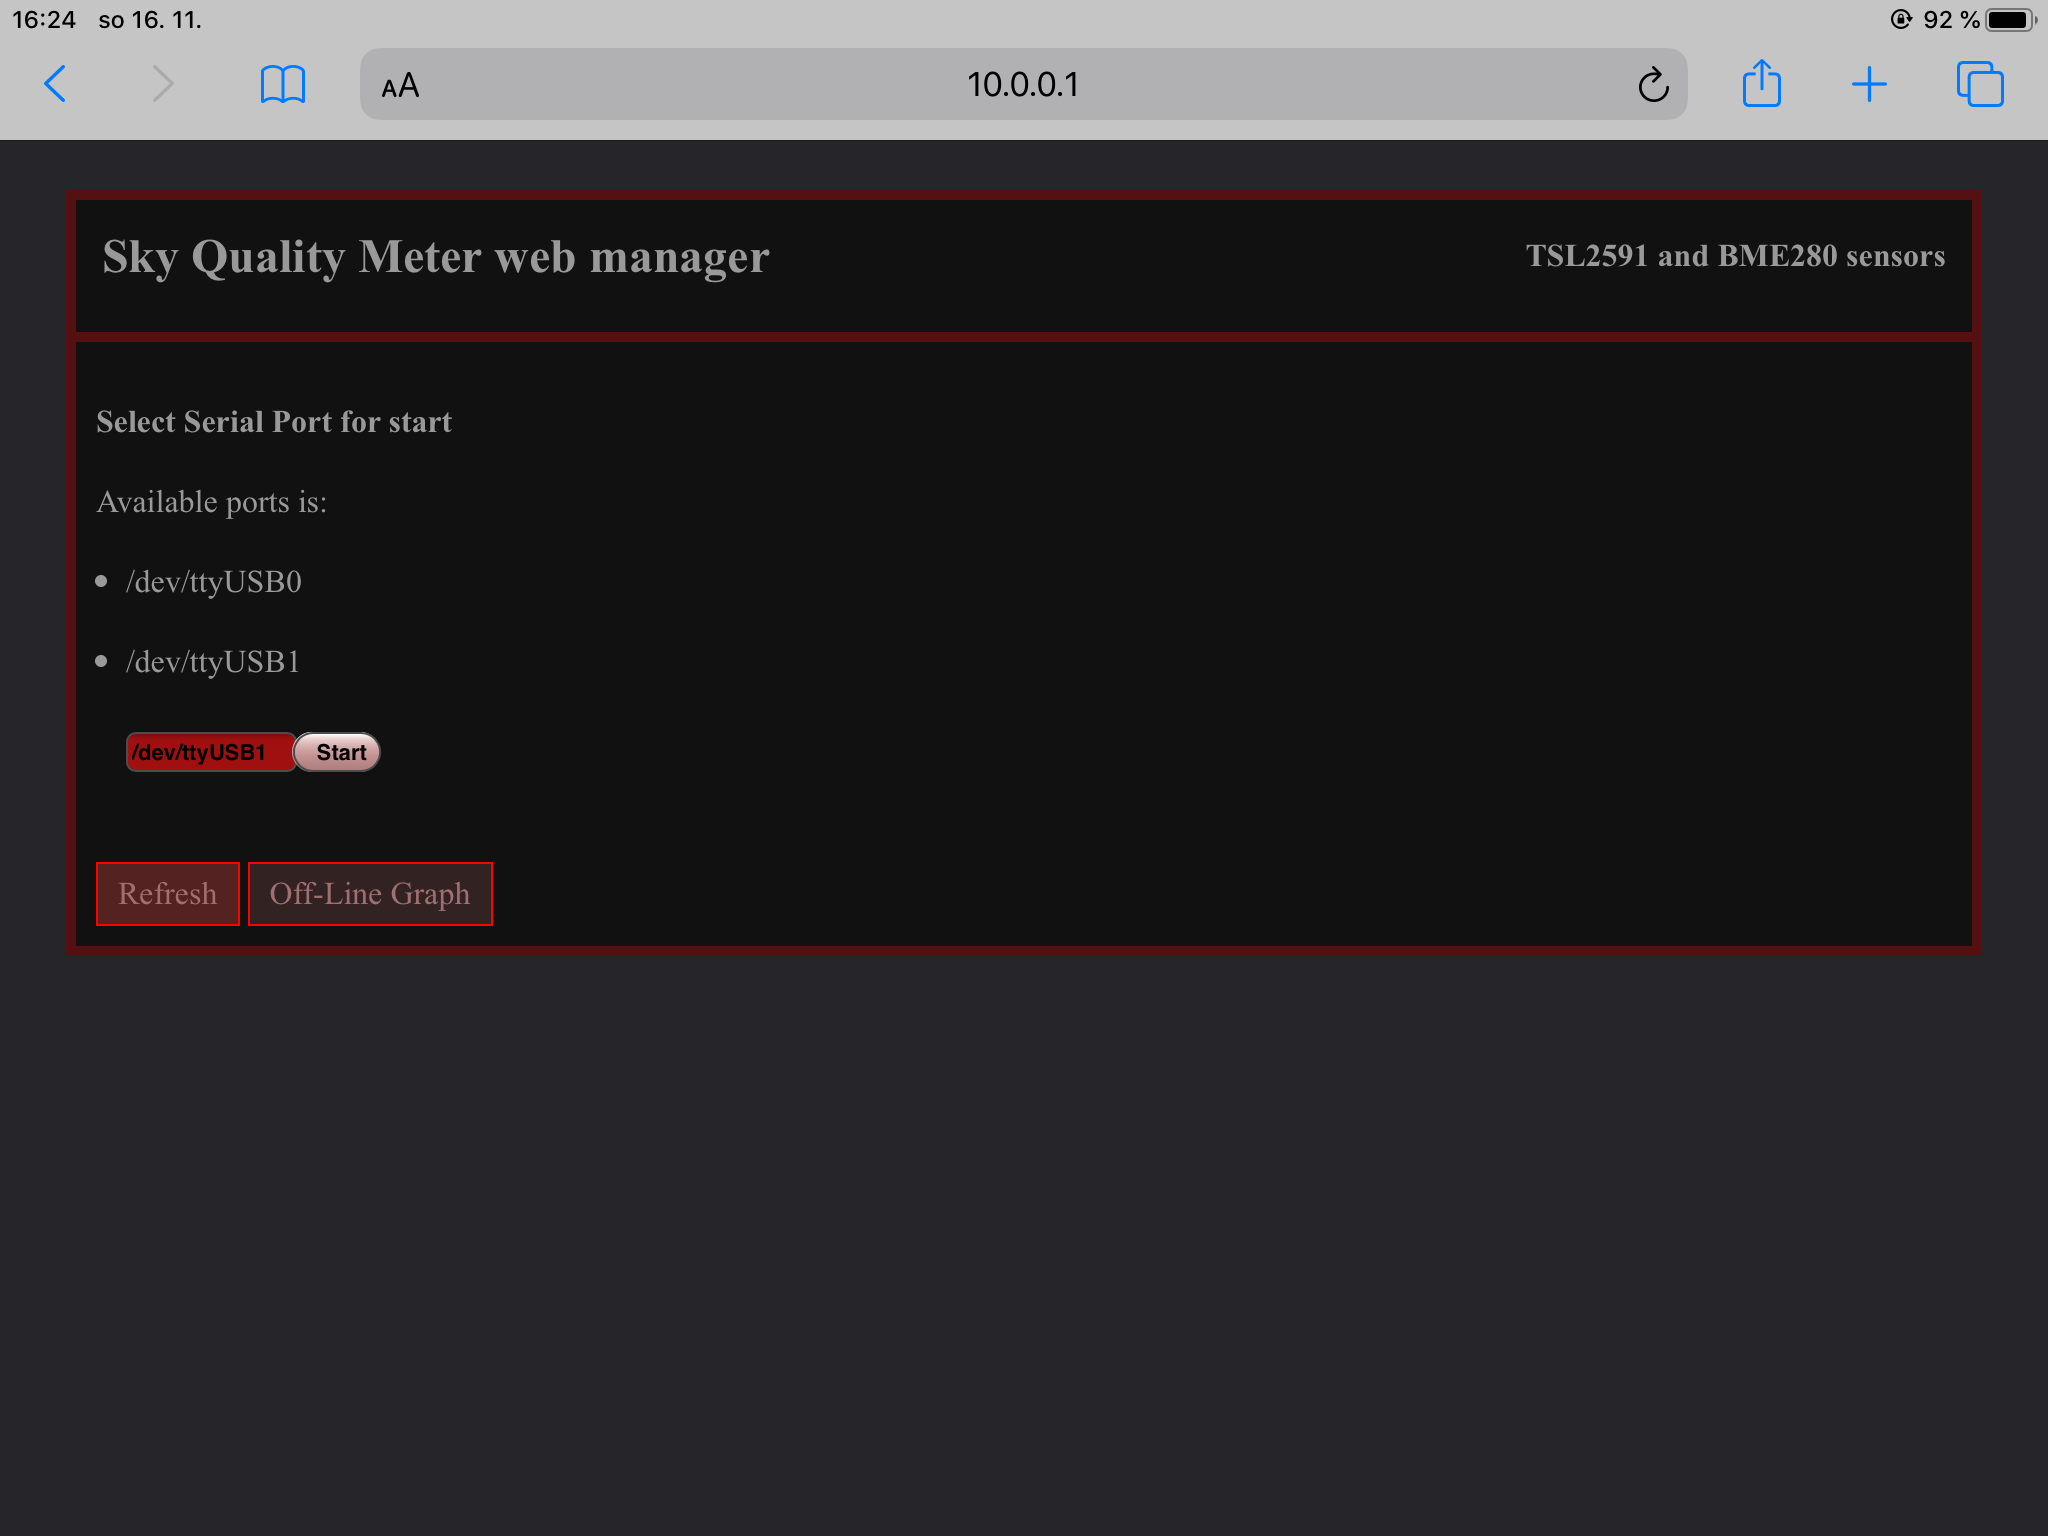 16:24 so 16. 11. 92 %
AA 10.0.0.1
Sky Quality Meter web manager
TSL2591 and BME280 sensors
Select Serial Port for start
Available ports is:
/dev/ttyUSB0
/dev/ttyUSB1
/dev/ttyUSB1 Start
Refresh Off-Line Graph